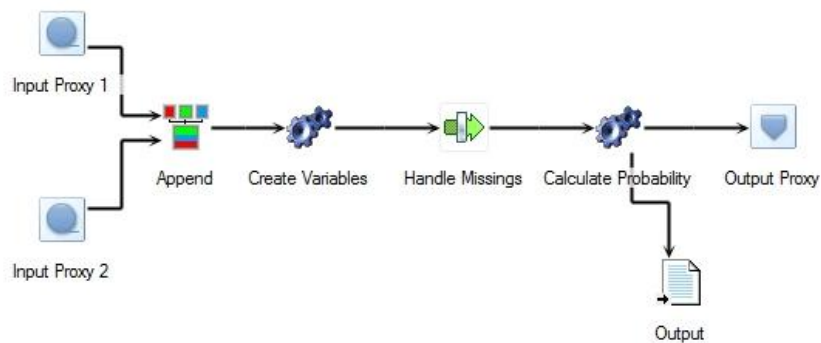 Input Proxy 1
Append
Create Variables
Handle Missings
Calculate Probability
Output Proxy
Input Proxy 2
Output